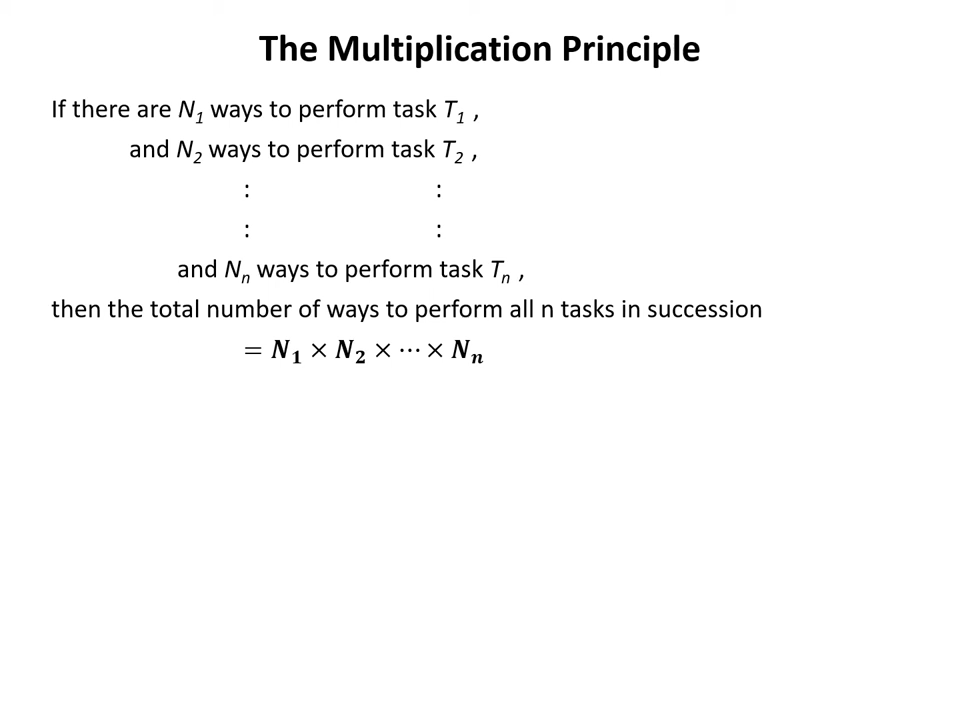 The Multiplication Principle
If there are N₁ ways to perform task T₁ ,
and N₂ ways to perform task T₂ ,
: :
: :
and Nₙ ways to perform task Tₙ ,
then the total number of ways to perform all n tasks in succession
= N₁ × N₂ × ⋯ × Nₙ